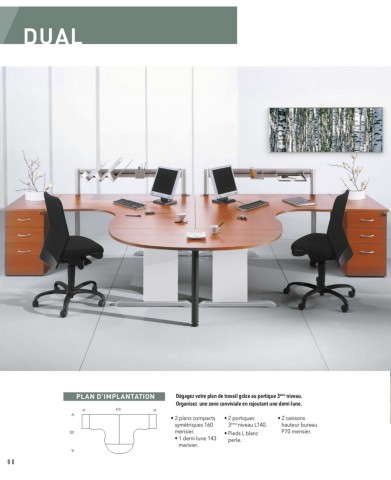 DUAL
PLAN D'IMPLANTATION
Dégagez votre plan de travail grâce au portique 3ème niveau.
Organisez une zone conviviale en rajoutant une demi-lune.
• 2 plans compacts
symétriques 160
merisier.
• 1 demi-lune 143
merisier.
• 2 portiques
3ème niveau L140.
• Pieds L blanc
perle.
• 2 caissons
hauteur bureau
P70 merisier.